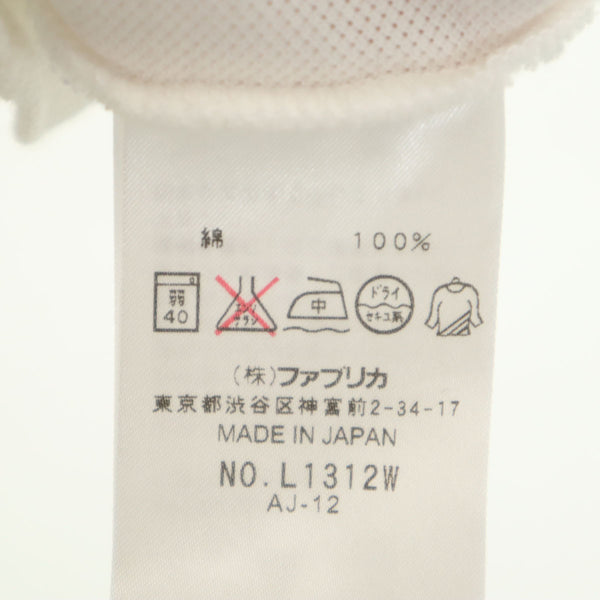 綿 100%
弱 40 エンソ サラシ 中 ドライ セキユ系
(株)ファブリカ
東京都渋谷区神宮前2-34-17
MADE IN JAPAN
NO.L1312W
AJ-12